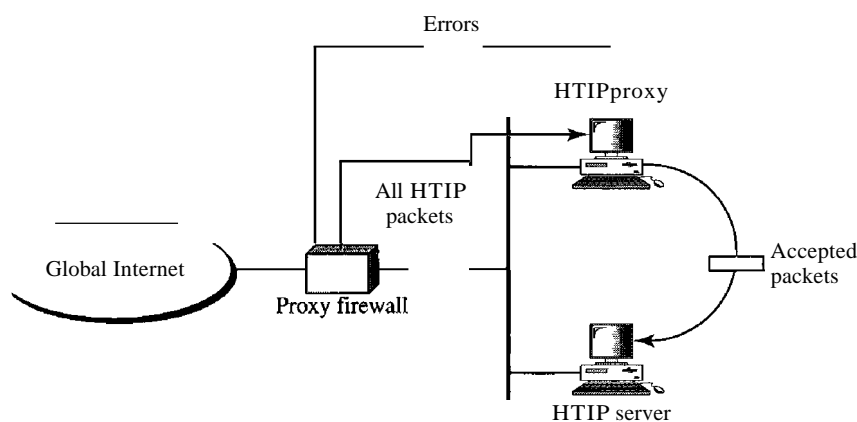 Errors
HTIPproxy
All HTIP
packets
Global Internet
Accepted
packets
Proxy firewall
HTIP server